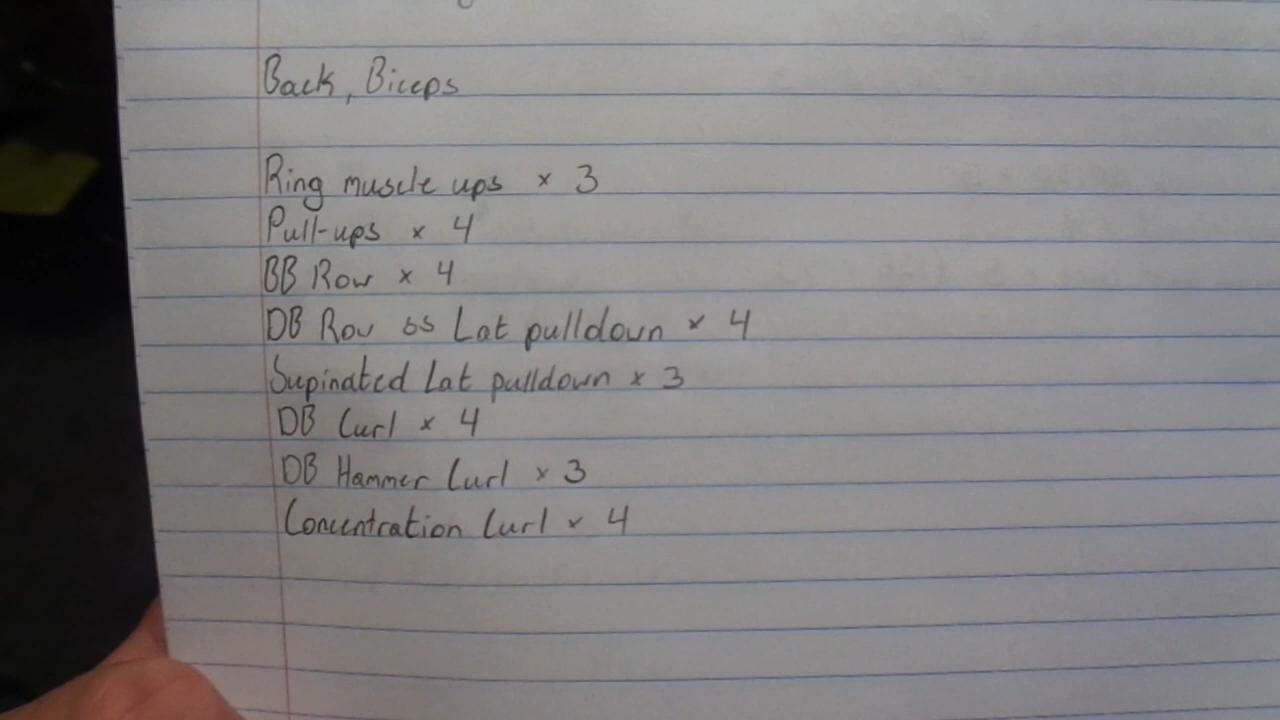 Back, Biceps
Ring muscle ups x 3
Pull-ups x 4
BB Row x 4
DB Row ss Lat pulldown x 4
Supinated Lat pulldown x 3
DB Curl x 4
DB Hammer Curl x 3
Concentration Curl x 4